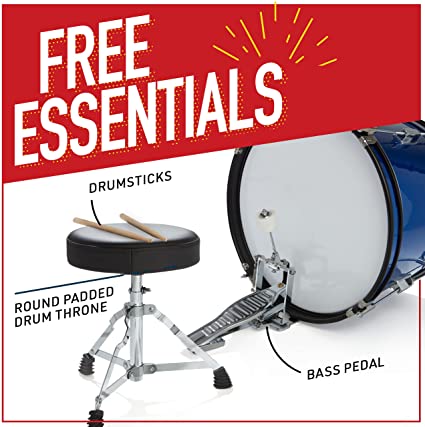 FREE
ESSENTIALS
DRUMSTICKS
ROUND PADDED
DRUM THRONE
BASS PEDAL